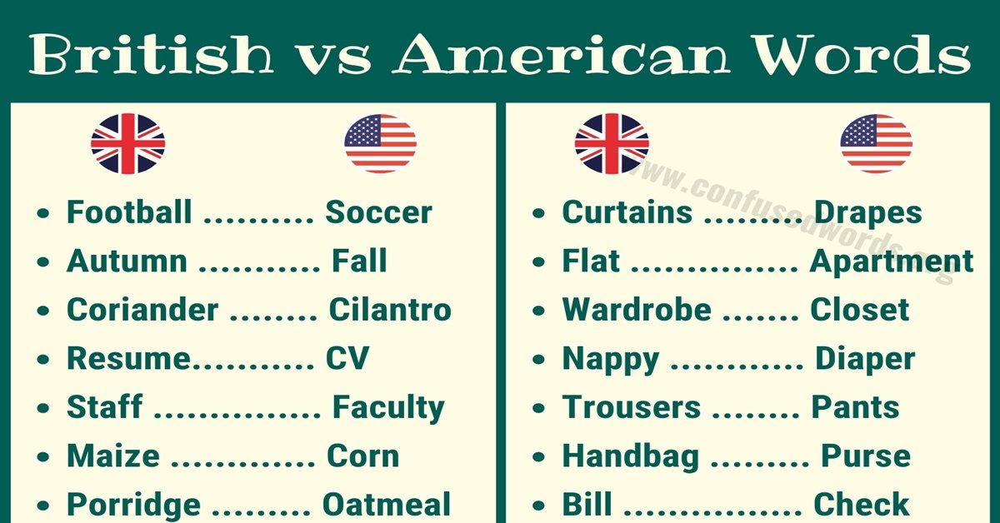 British vs American Words
www.confusedwords.org
Football .......... Soccer
Autumn ........... Fall
Coriander ........ Cilantro
Resume........... CV
Staff ............... Faculty
Maize ............. Corn
Porridge ......... Oatmeal
Curtains ......... Drapes
Flat ............... Apartment
Wardrobe ....... Closet
Nappy ............ Diaper
Trousers ........ Pants
Handbag ......... Purse
Bill ................ Check